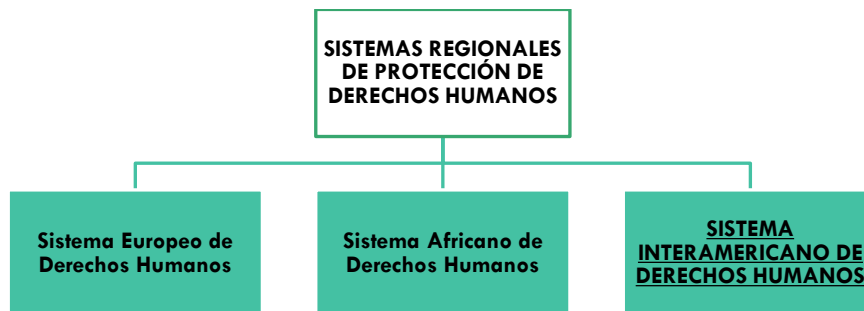 SISTEMAS REGIONALES
DE PROTECCIÓN DE
DERECHOS HUMANOS
Sistema Europeo de
Derechos Humanos
Sistema Africano de
Derechos Humanos
SISTEMA
INTERAMERICANO DE
DERECHOS HUMANOS